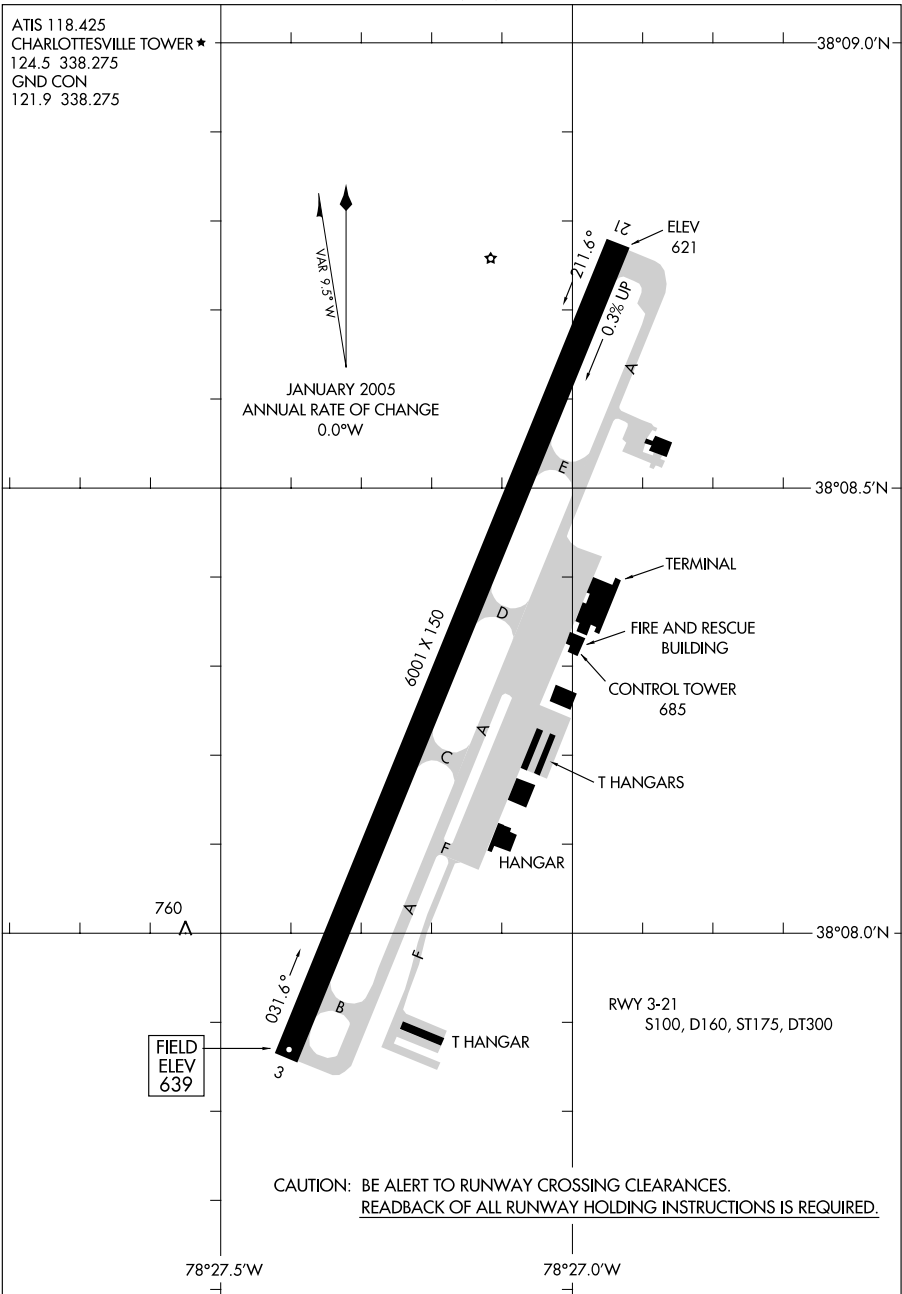 ATIS 118.425
CHARLOTTESVILLE TOWER ★
124.5 338.275
GND CON
121.9 338.275
38°09.0'N
21
ELEV
621
211.6°
0.3% UP
VAR 9.5° W
A
JANUARY 2005
ANNUAL RATE OF CHANGE
0.0°W
E
38°08.5'N
TERMINAL
D
FIRE AND RESCUE
BUILDING
6001 X 150
CONTROL TOWER
685
A
C
T HANGARS
F
HANGAR
760
A
38°08.0'N
F
031.6°
B
RWY 3-21
S100, D160, ST175, DT300
T HANGAR
FIELD
ELEV
639
3
CAUTION: BE ALERT TO RUNWAY CROSSING CLEARANCES.
READBACK OF ALL RUNWAY HOLDING INSTRUCTIONS IS REQUIRED.
78°27.5'W
78°27.0'W